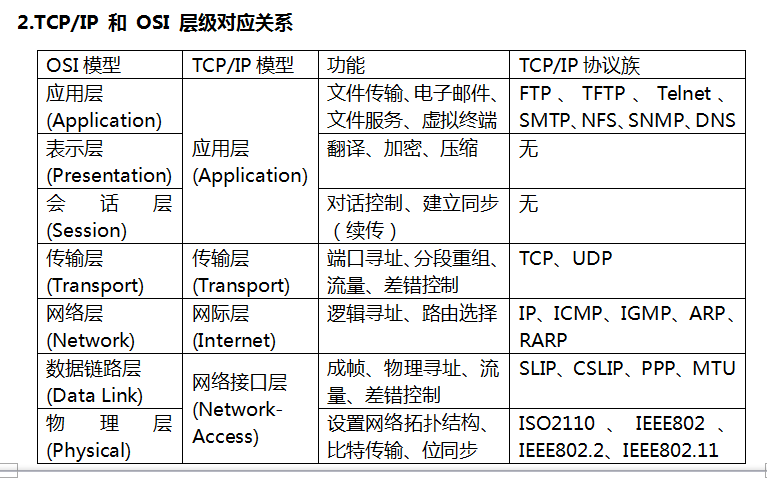 2.TCP/IP 和 OSI 层级对应关系
OSI 模型 TCP/IP 模型 功能 TCP/IP 协议族
应用层
(Application)
应用层
(Application)
文件传输、电子邮件、
文件服务、虚拟终端
FTP 、 TFTP 、 Telnet 、
SMTP、NFS、SNMP、DNS
表示层
(Presentation)
翻译、加密、压缩
无
会 话 层
(Session)
对话控制、建立同步
（续传）
无
传输层
(Transport)
传输层
(Transport)
端口寻址、分段重组、
流量、差错控制
TCP、UDP
网络层
(Network)
网际层
(Internet)
逻辑寻址、路由选择
IP、ICMP、IGMP、ARP、
RARP
数据链路层
(Data Link)
网络接口层
(Network-
Access)
成帧、物理寻址、流
量、差错控制
SLIP、CSLIP、PPP、MTU
物 理 层
(Physical)
设置网络拓扑结构、
比特传输、位同步
ISO2110 、 IEEE802 、
IEEE802.2、IEEE802.11